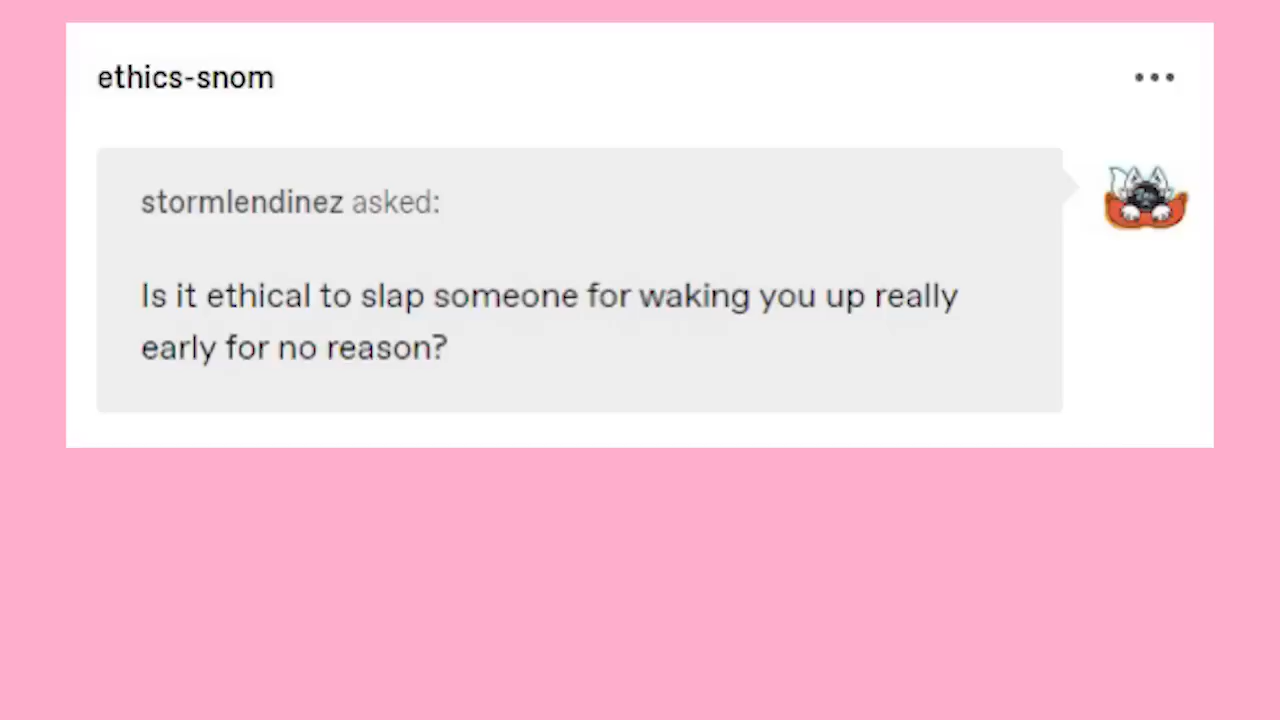 ethics-snom
stormlendinez asked:
Is it ethical to slap someone for waking you up really
early for no reason?